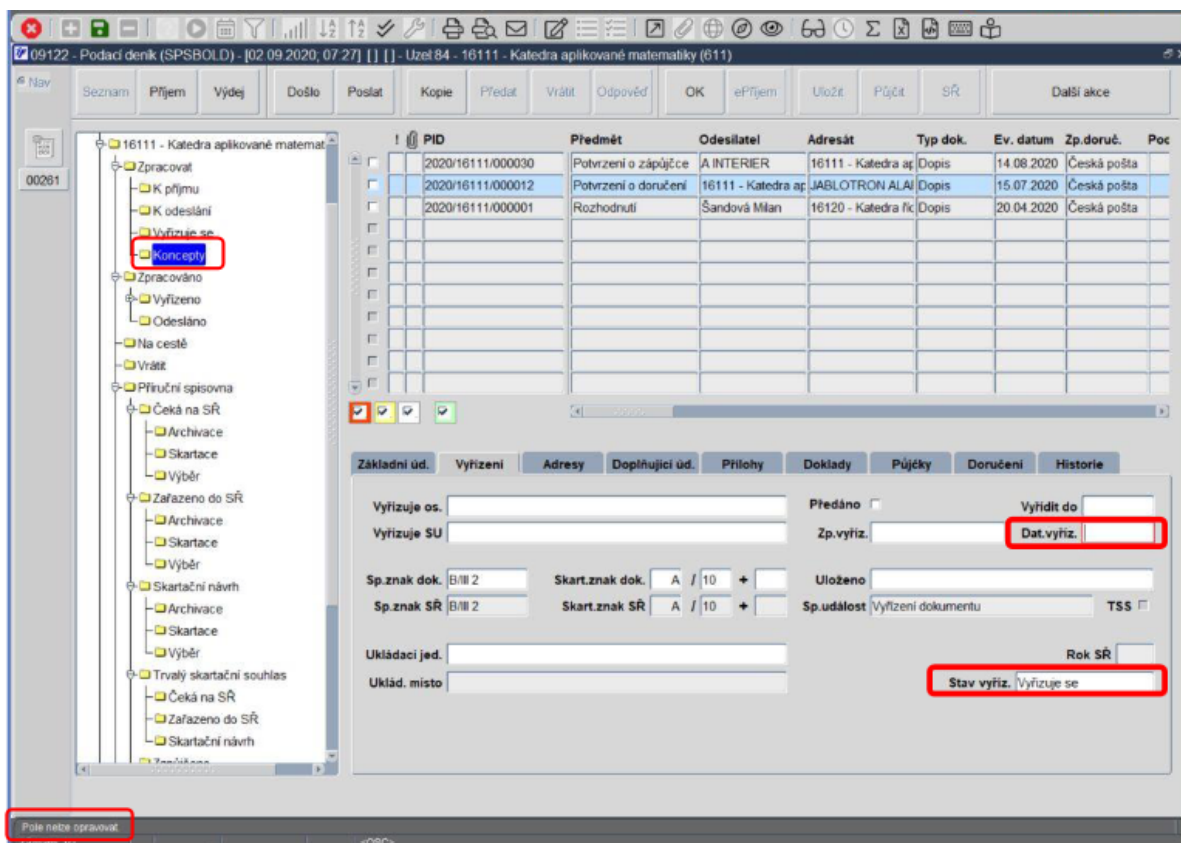 09122 - Podací deník (SPSBOLD) - [02.09.2020; 07:27] [ ] [ ] - Uzel:84 - 16111 - Katedra aplikované matematiky (611)
Nav
Seznam Příjem Výdej Došlo Poslat Kopie Předat Vrátit Odpověď OK ePříjem Uložit Půjčit SŘ Další akce
00261
16111 - Katedra aplikované matemat
Zpracovat
K příjmu
K odeslání
Vyřizuje se
Koncepty
Zpracováno
Vyřízeno
Odesláno
Na cestě
Vrátit
Příruční spisovna
Čeká na SŘ
Archivace
Skartace
Výběr
Zařazeno do SŘ
Archivace
Skartace
Výběr
Skartační návrh
Archivace
Skartace
Výběr
Trvalý skartační souhlas
Čeká na SŘ
Zařazeno do SŘ
Skartační návrh
! PID Předmět Odesilatel Adresát Typ dok. Ev. datum Zp.doruč. Poc
2020/16111/000030 Potvrzení o zápůjčce A INTERIER 16111 - Katedra ap Dopis 14.08.2020 Česká pošta
2020/16111/000012 Potvrzení o doručení 16111 - Katedra ap JABLOTRON ALA Dopis 15.07.2020 Česká pošta
2020/16111/000001 Rozhodnutí Šandová Milan 16120 - Katedra říc Dopis 20.04.2020 Česká pošta
Základní úd. Vyřízení Adresy Doplňující úd. Přílohy Doklady Půjčky Doručení Historie
Vyřizuje os. Předáno Vyřídit do
Vyřizuje SU Zp.vyříz. Dat.vyříz.
Sp.znak dok. B/III 2 Skart.znak dok. A / 10 + Uloženo
Sp.znak SŘ B/III 2 Skart.znak SŘ A / 10 + Sp.událost Vyřízení dokumentu TSS
Ukládací jed. Rok SŘ
Uklád. místo Stav vyříz. Vyřizuje se
Pole nelze opravovat.